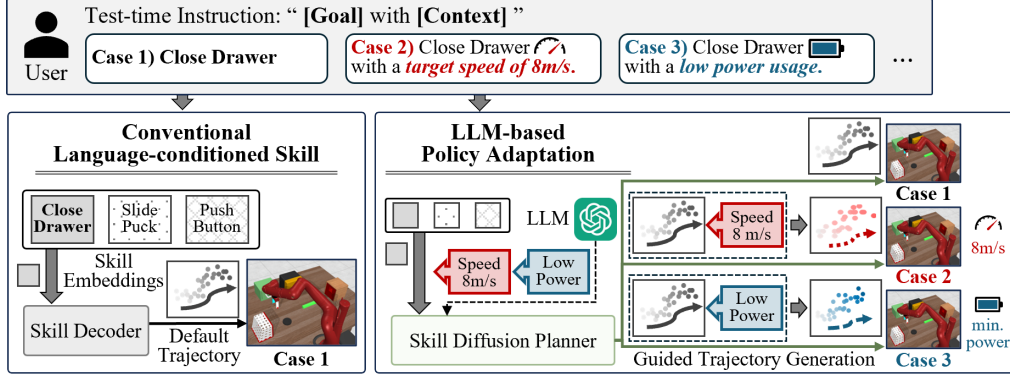 Test-time Instruction: “ [Goal] with [Context] ”
User
Case 1) Close Drawer
Case 2) Close Drawer
with a target speed of 8m/s.
Case 3) Close Drawer
with a low power usage.
...
Conventional
Language-conditioned Skill
Close
Drawer
Slide
Puck
Push
Button
Skill
Embeddings
Skill Decoder
Default
Trajectory
Case 1
LLM-based
Policy Adaptation
LLM
Speed
8m/s
Low
Power
Skill Diffusion Planner
Speed
8 m/s
Low
Power
Guided Trajectory Generation
Case 1
Case 2
8m/s
Case 3
min.
power